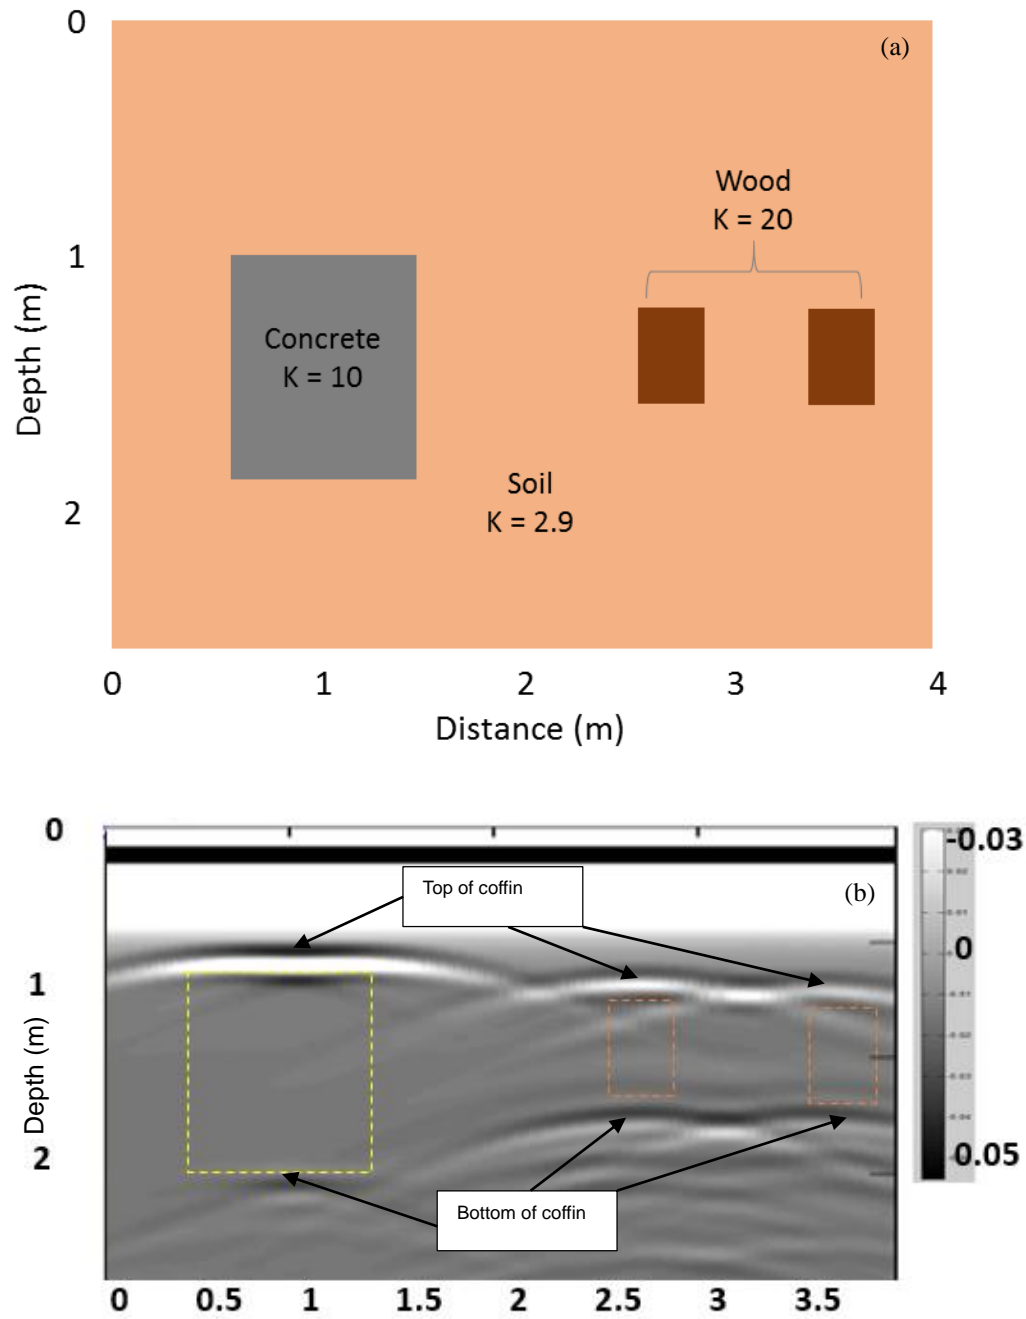 0
(a)
Wood
K = 20
1
Concrete
K = 10
Depth (m)
Soil
K = 2.9
2
0 1 2 3 4
Distance (m)
0
-0.03
Top of coffin
(b)
0
1
Depth (m)
2
0.05
Bottom of coffin
0 0.5 1 1.5 2 2.5 3 3.5